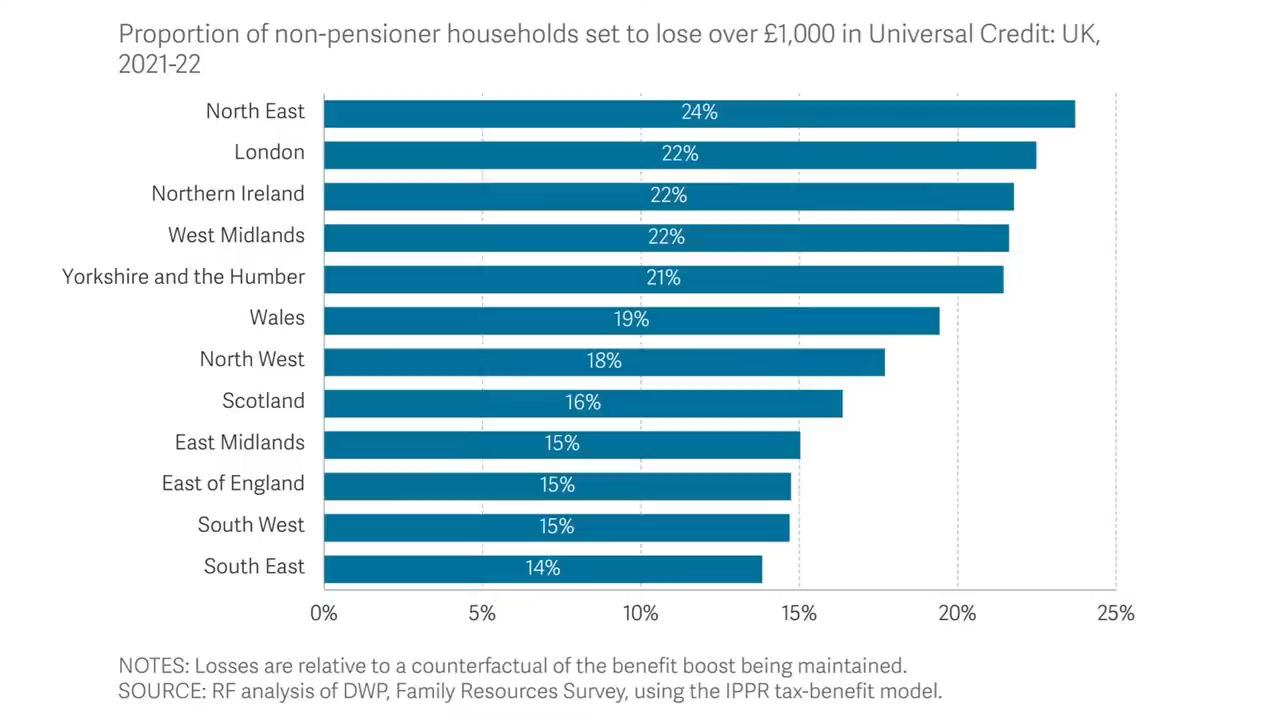 Proportion of non-pensioner households set to lose over £1,000 in Universal Credit: UK,
2021-22
North East 24%
London 22%
Northern Ireland 22%
West Midlands 22%
Yorkshire and the Humber 21%
Wales 19%
North West 18%
Scotland 16%
East Midlands 15%
East of England 15%
South West 15%
South East 14%
0% 5% 10% 15% 20% 25%
NOTES: Losses are relative to a counterfactual of the benefit boost being maintained.
SOURCE: RF analysis of DWP, Family Resources Survey, using the IPPR tax-benefit model.